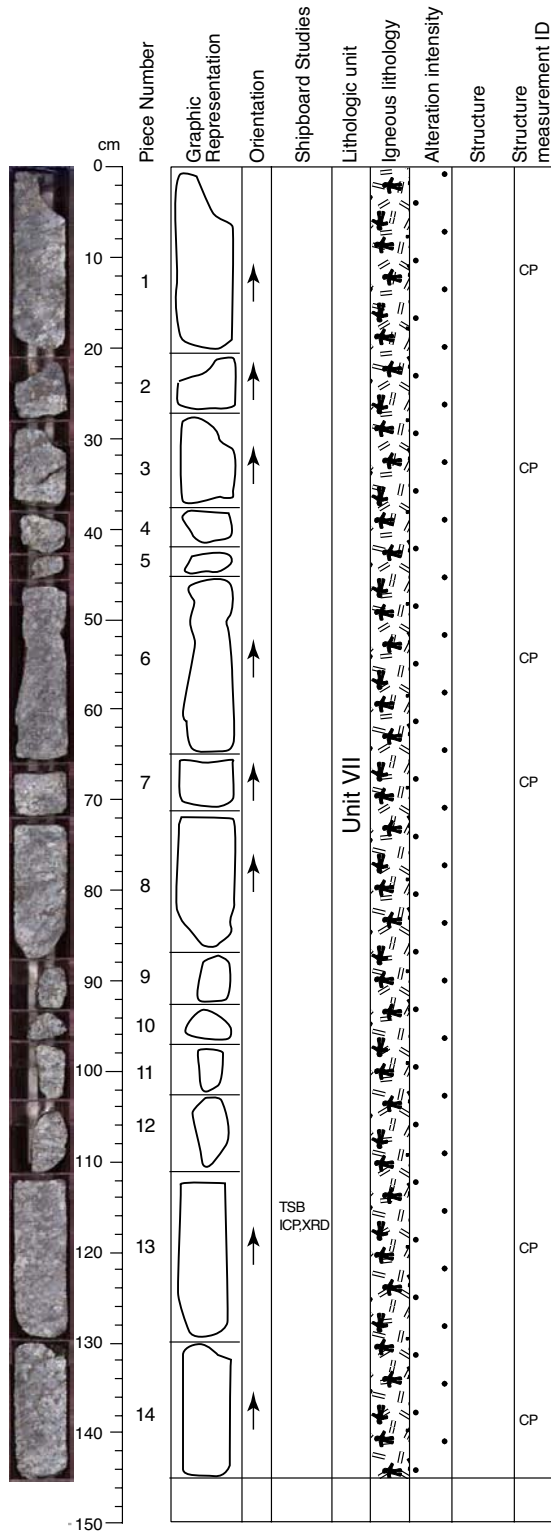 cm
Piece Number
Graphic
Representation
Orientation
Shipboard Studies
Lithologic unit
Igneous lithology
Alteration intensity
Structure
Structure
measurement ID
0
10
20
30
40
50
60
70
80
90
100
110
120
130
140
150
1
2
3
4
5
6
7
8
9
10
11
12
13
14
TSB
ICP,XRD
Unit VII
CP
CP
CP
CP
CP
CP